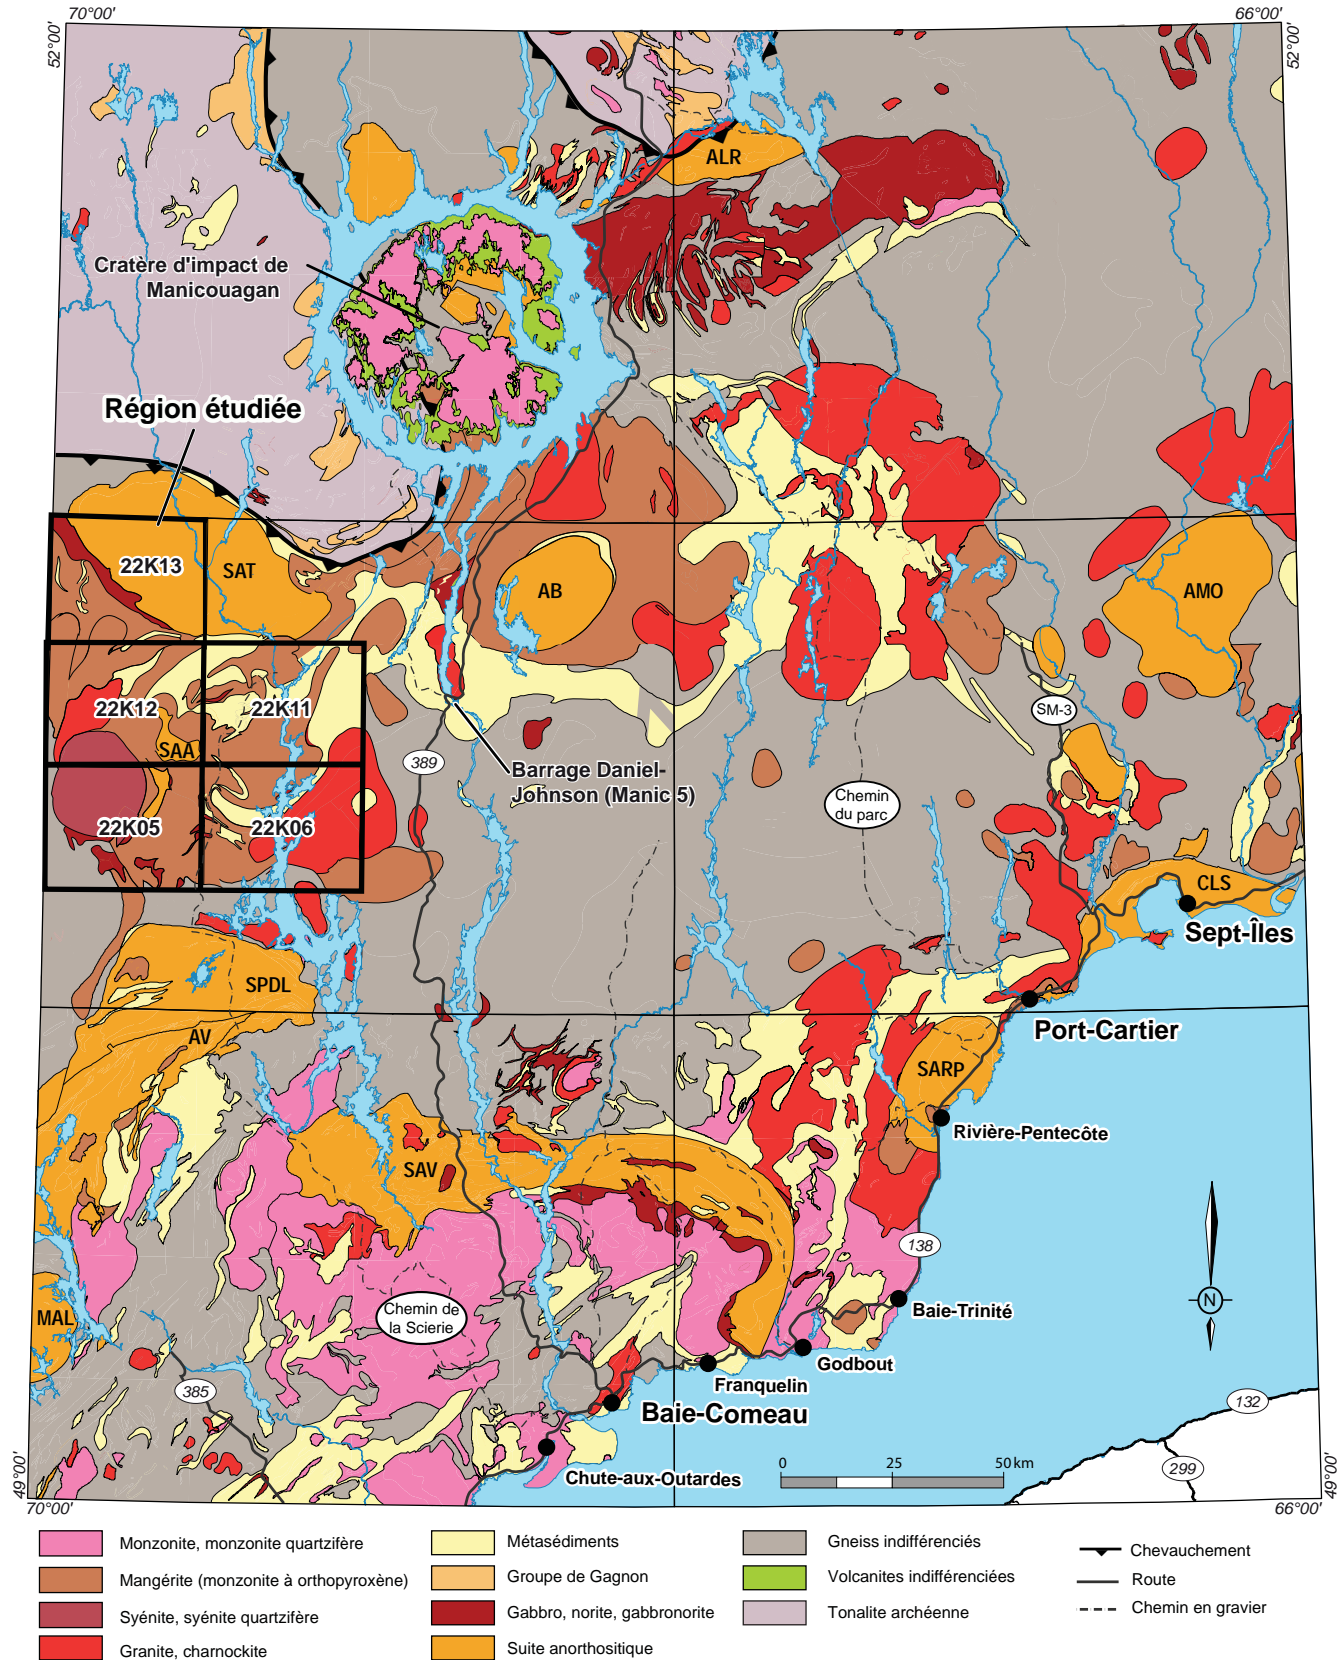 70°00'
66°00'
52°00'
52°00'
ALR
Cratère d'impact de
Manicouagan
Région étudiée
22K13
SAT
AB
AMO
22K12
22K11
SM-3
SAA
389
Barrage Daniel-
Johnson (Manic 5)
Chemin
du parc
22K05
22K06
CLS
Sept-Îles
SPDL
Port-Cartier
AV
SARP
Rivière-Pentecôte
SAV
138
Baie-Trinité
N
Chemin de
la Scierie
MAL
Godbout
Franquelin
385
Baie-Comeau
132
Chute-aux-Outardes
0
25
50 km
299
49°00'
49°00'
70°00'
66°00'
Monzonite, monzonite quartzifère
Mangérite (monzonite à orthopyroxène)
Syénite, syénite quartzifère
Granite, charnockite
Métasédiments
Groupe de Gagnon
Gabbro, norite, gabbronorite
Suite anorthositique
Gneiss indifférenciés
Volcanites indifférenciées
Tonalite archéenne
Chevauchement
Route
Chemin en gravier